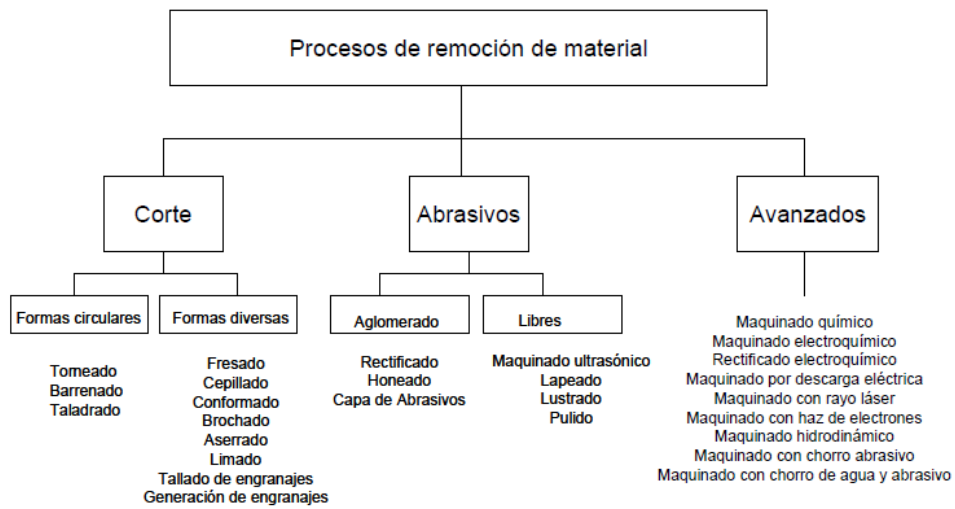 Procesos de remoción de material
Corte
Abrasivos
Avanzados
Formas circulares
Formas diversas
Aglomerado
Libres
Torneado
Barrenado
Taladrado
Fresado
Cepillado
Conformado
Brochado
Aserrado
Limado
Tallado de engranajes
Generación de engranajes
Rectificado
Honeado
Capa de Abrasivos
Maquinado ultrasónico
Lapeado
Lustrado
Pulido
Maquinado químico
Maquinado electroquímico
Rectificado electroquímico
Maquinado por descarga eléctrica
Maquinado con rayo láser
Maquinado con haz de electrones
Maquinado hidrodinámico
Maquinado con chorro abrasivo
Maquinado con chorro de agua y abrasivo